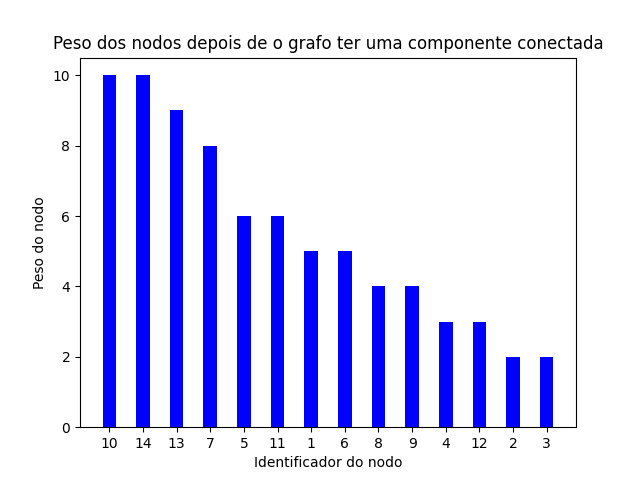 Peso dos nodos depois de o grafo ter uma componente conectada
10
8
6
4
2
0
Peso do nodo
10 14 13 7 5 11 1 6 8 9 4 12 2 3
Identificador do nodo